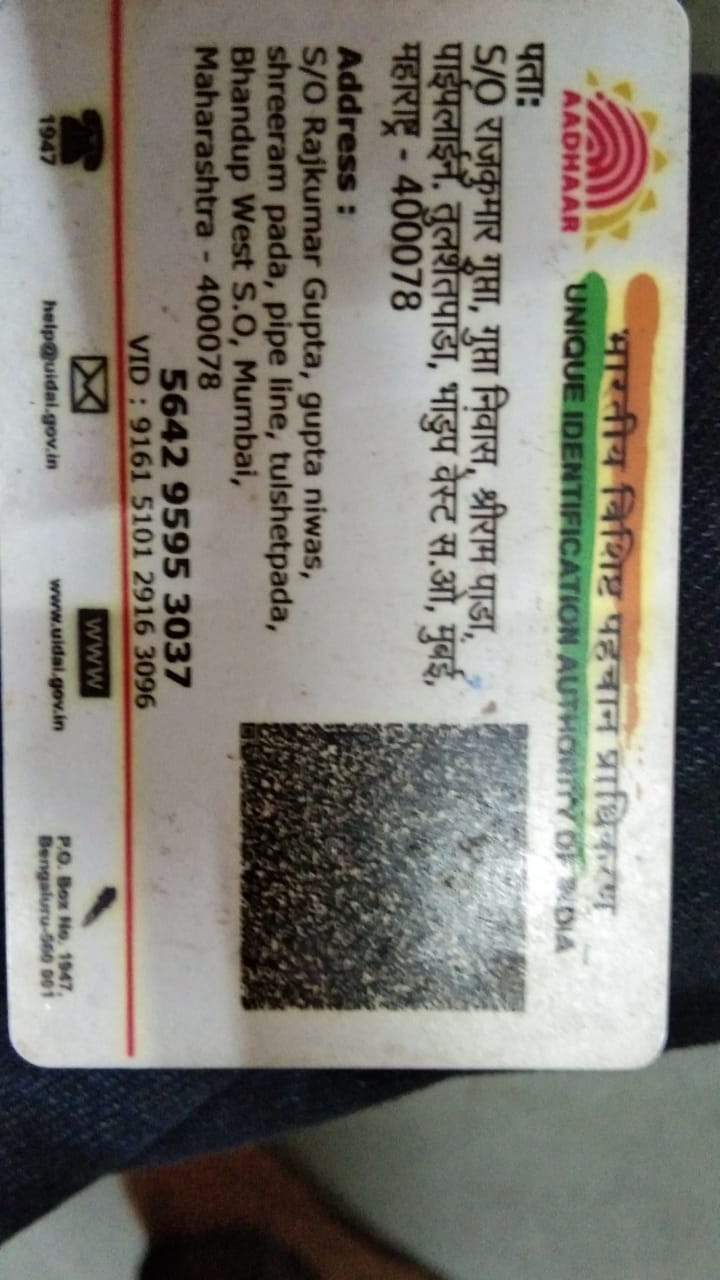 भारतीय विशिष्ट पहचान प्राधिकरण
UNIQUE IDENTIFICATION AUTHORITY OF INDIA
AADHAAR
पताः
S/O राजकुमार गुप्ता, गुप्ता निवास, श्रीराम पाडा,
पाईपलाईन, तुलशेतपाडा, भांडुप वेस्ट स.ओ, मुंबई,
महाराष्ट्र - 400078
Address :
S/O Rajkumar Gupta, gupta niwas,
shreeram pada, pipe line, tulshetpada,
Bhandup West S.O, Mumbai,
Maharashtra - 400078
5642 9595 3037
VID : 9161 5101 2916 3096
1947
help@uidai.gov.in
WWW
www.uidai.gov.in
P.O. Box No. 1947,
Bengaluru-560 001